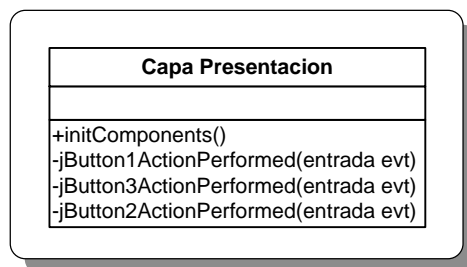 Capa Presentacion
+initComponents()
-jButton1ActionPerformed(entrada evt)
-jButton3ActionPerformed(entrada evt)
-jButton2ActionPerformed(entrada evt)